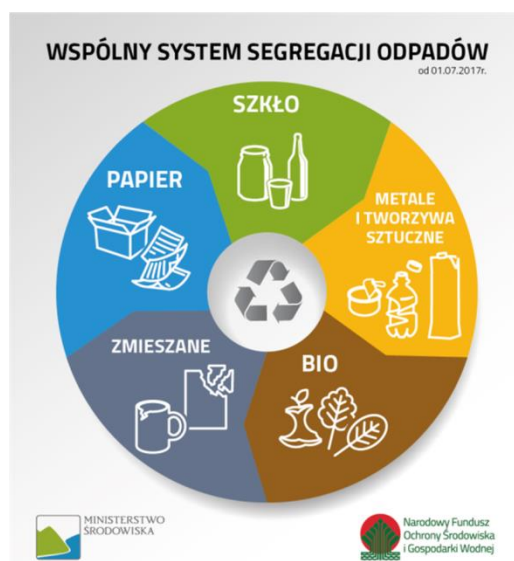 WSPÓLNY SYSTEM SEGREGACJI ODPADÓW
od 01.07.2017r.
SZKŁO
PAPIER
METALE
I TWORZYWA
SZTUCZNE
ZMIESZANE
BIO
MINISTERSTWO
ŚRODOWISKA
Narodowy Fundusz
Ochrony Środowiska
i Gospodarki Wodnej